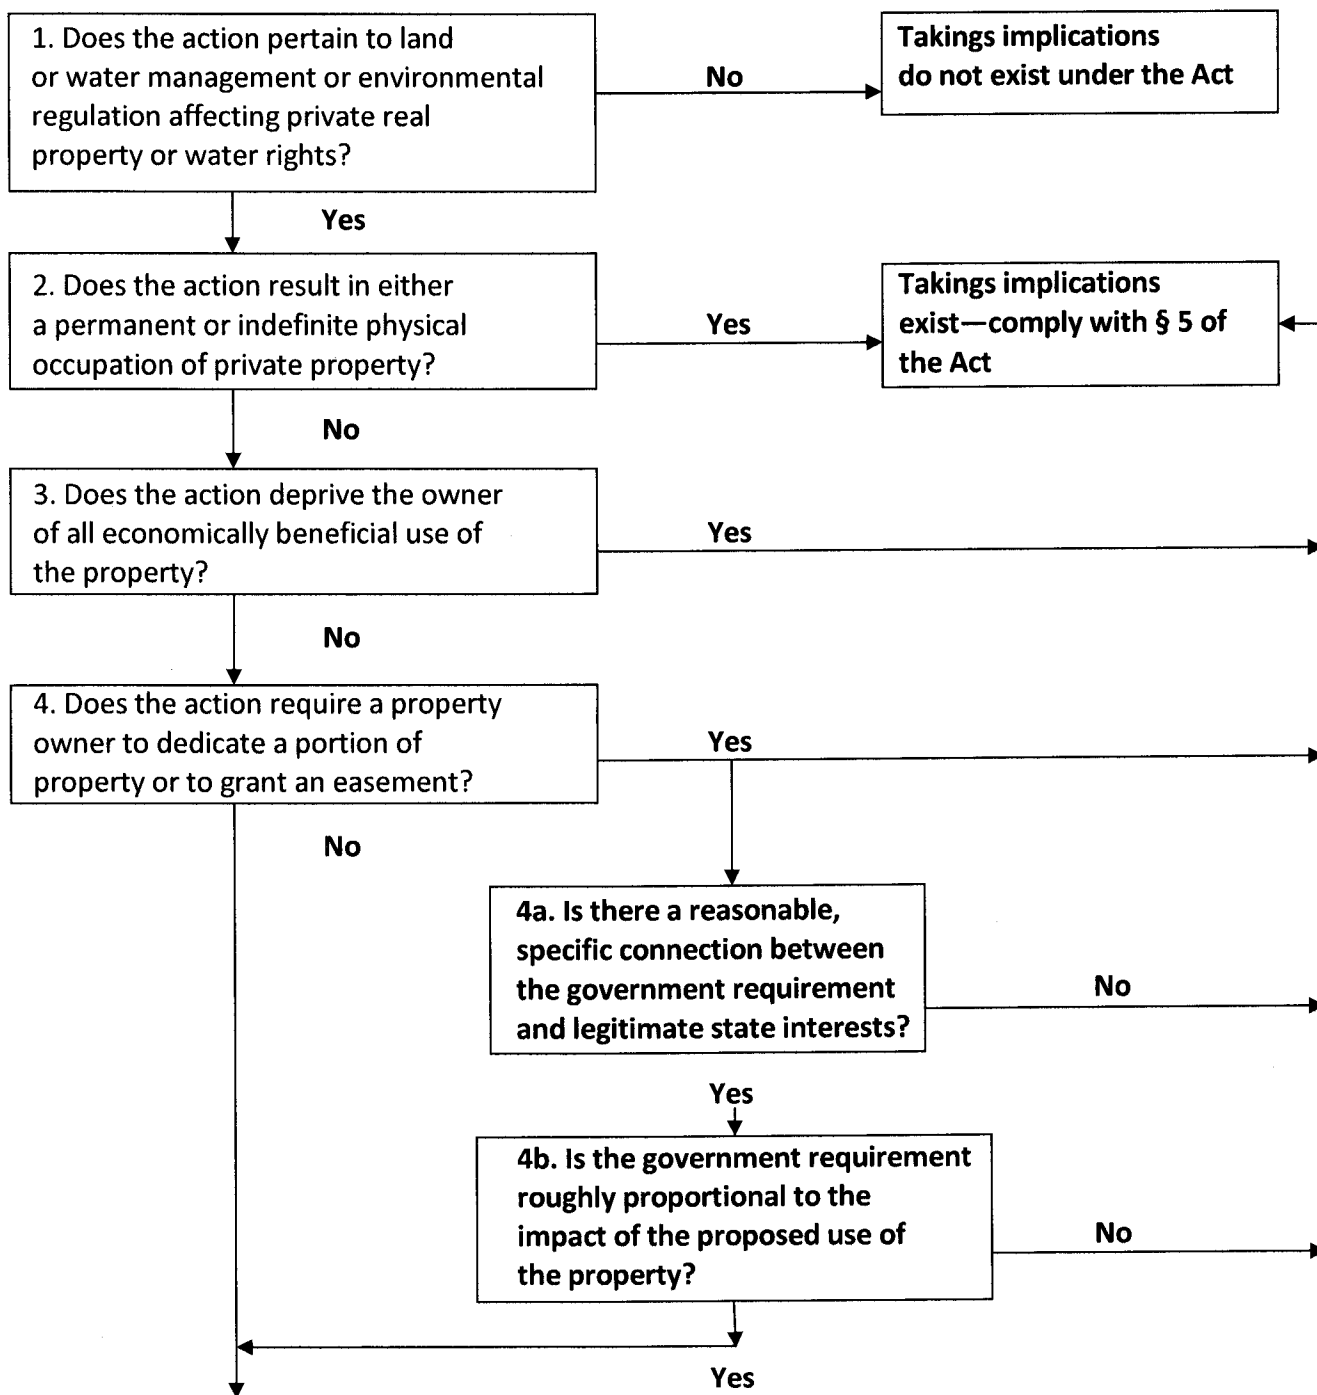 1. Does the action pertain to land
or water management or environmental
regulation affecting private real
property or water rights?
No
Takings implications
do not exist under the Act
Yes
2. Does the action result in either
a permanent or indefinite physical
occupation of private property?
Yes
Takings implications
exist—comply with § 5 of
the Act
No
3. Does the action deprive the owner
of all economically beneficial use of
the property?
Yes
No
4. Does the action require a property
owner to dedicate a portion of
property or to grant an easement?
Yes
No
4a. Is there a reasonable,
specific connection between
the government requirement
and legitimate state interests?
No
Yes
4b. Is the government requirement
roughly proportional to the
impact of the proposed use of
the property?
No
Yes